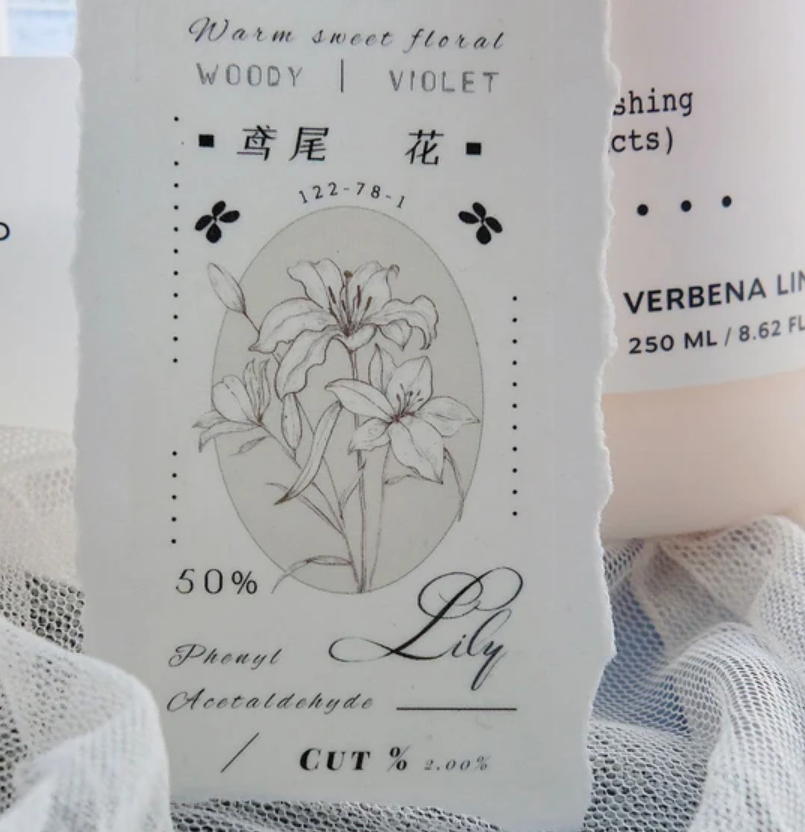 Warm sweet floral
WOODY | VIOLET
鸢尾 花
122-78-1
50%
Lily
Phenyl
Acetaldehyde
/ CUT % 2.00%
shing
cts)
VERBENA LIN
250 ML / 8.62 FL